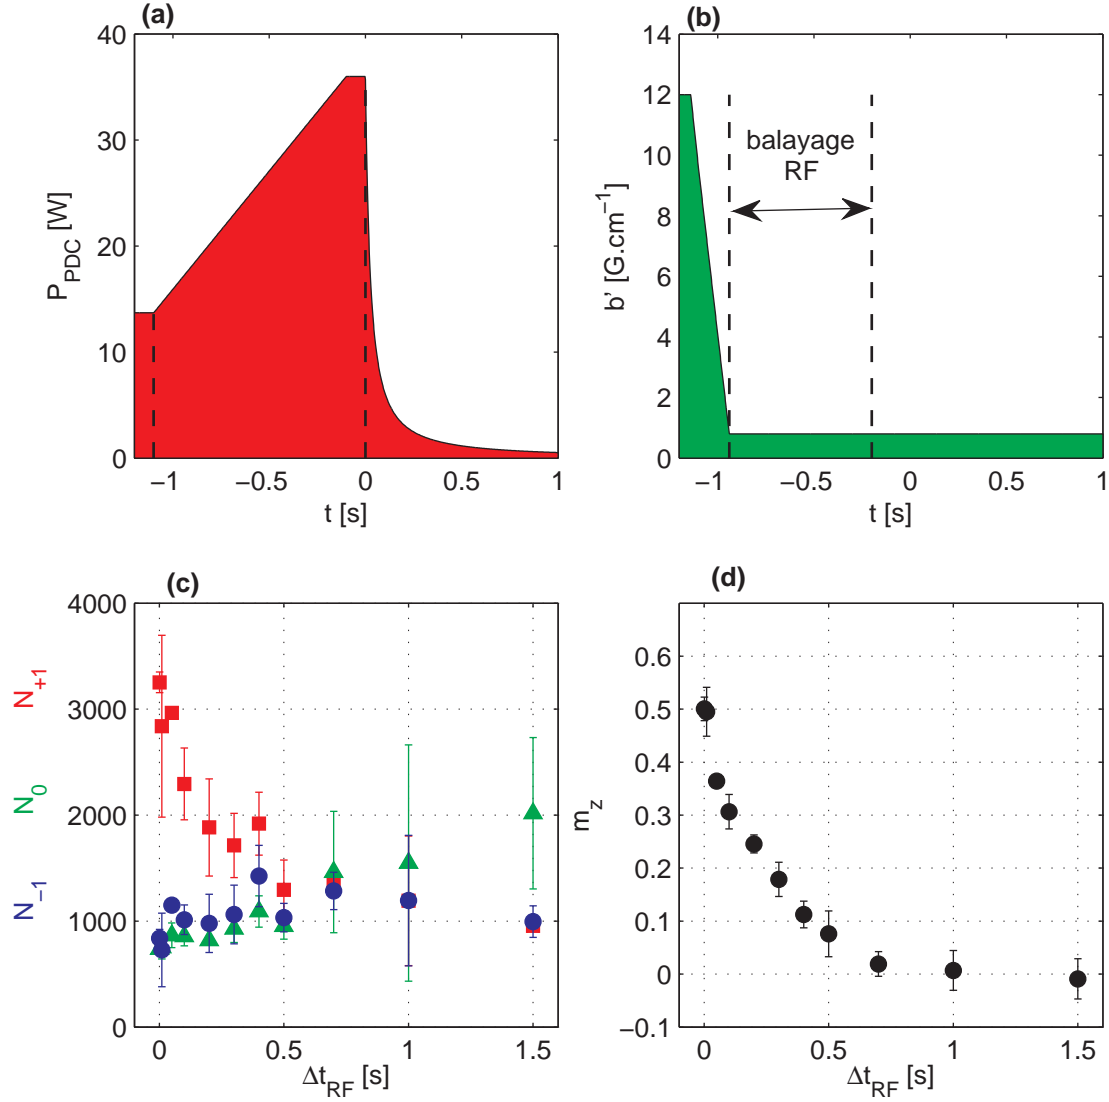 (a)
40
30
20
10
0
P_PDC [W]
−1
−0.5
0
0.5
1
t [s]
(b)
14
12
10
8
6
4
2
0
b' [G.cm⁻¹]
balayage
RF
−1
−0.5
0
0.5
1
t [s]
(c)
4000
3000
2000
1000
0
N_+1
N_0
N_−1
0
0.5
1.0
1.5
Δt_RF [s]
(d)
0.6
0.5
0.4
0.3
0.2
0.1
0
−0.1
m_z
0
0.5
1.0
1.5
Δt_RF [s]